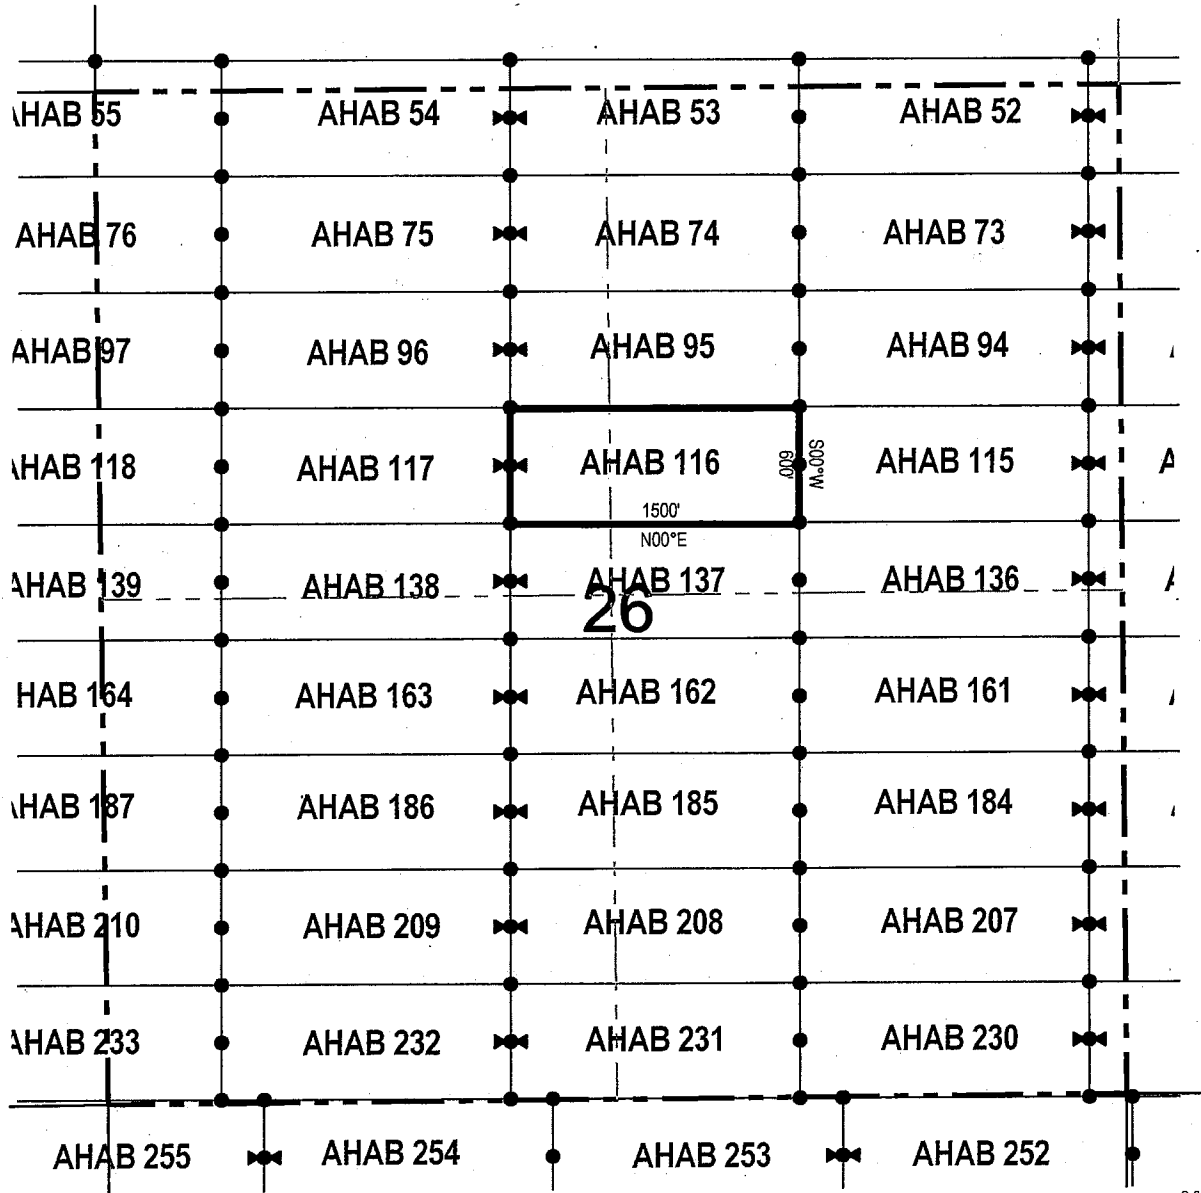 AHAB 55 AHAB 54 AHAB 53 AHAB 52
AHAB 76 AHAB 75 AHAB 74 AHAB 73
AHAB 97 AHAB 96 AHAB 95 AHAB 94
AHAB 118 AHAB 117 AHAB 116 600' S00°W AHAB 115 A
1500'
N00°E
AHAB 139 AHAB 138 AHAB 137 AHAB 136
26
HAB 164 AHAB 163 AHAB 162 AHAB 161
AHAB 187 AHAB 186 AHAB 185 AHAB 184
AHAB 210 AHAB 209 AHAB 208 AHAB 207
AHAB 233 AHAB 232 AHAB 231 AHAB 230
AHAB 255 AHAB 254 AHAB 253 AHAB 252